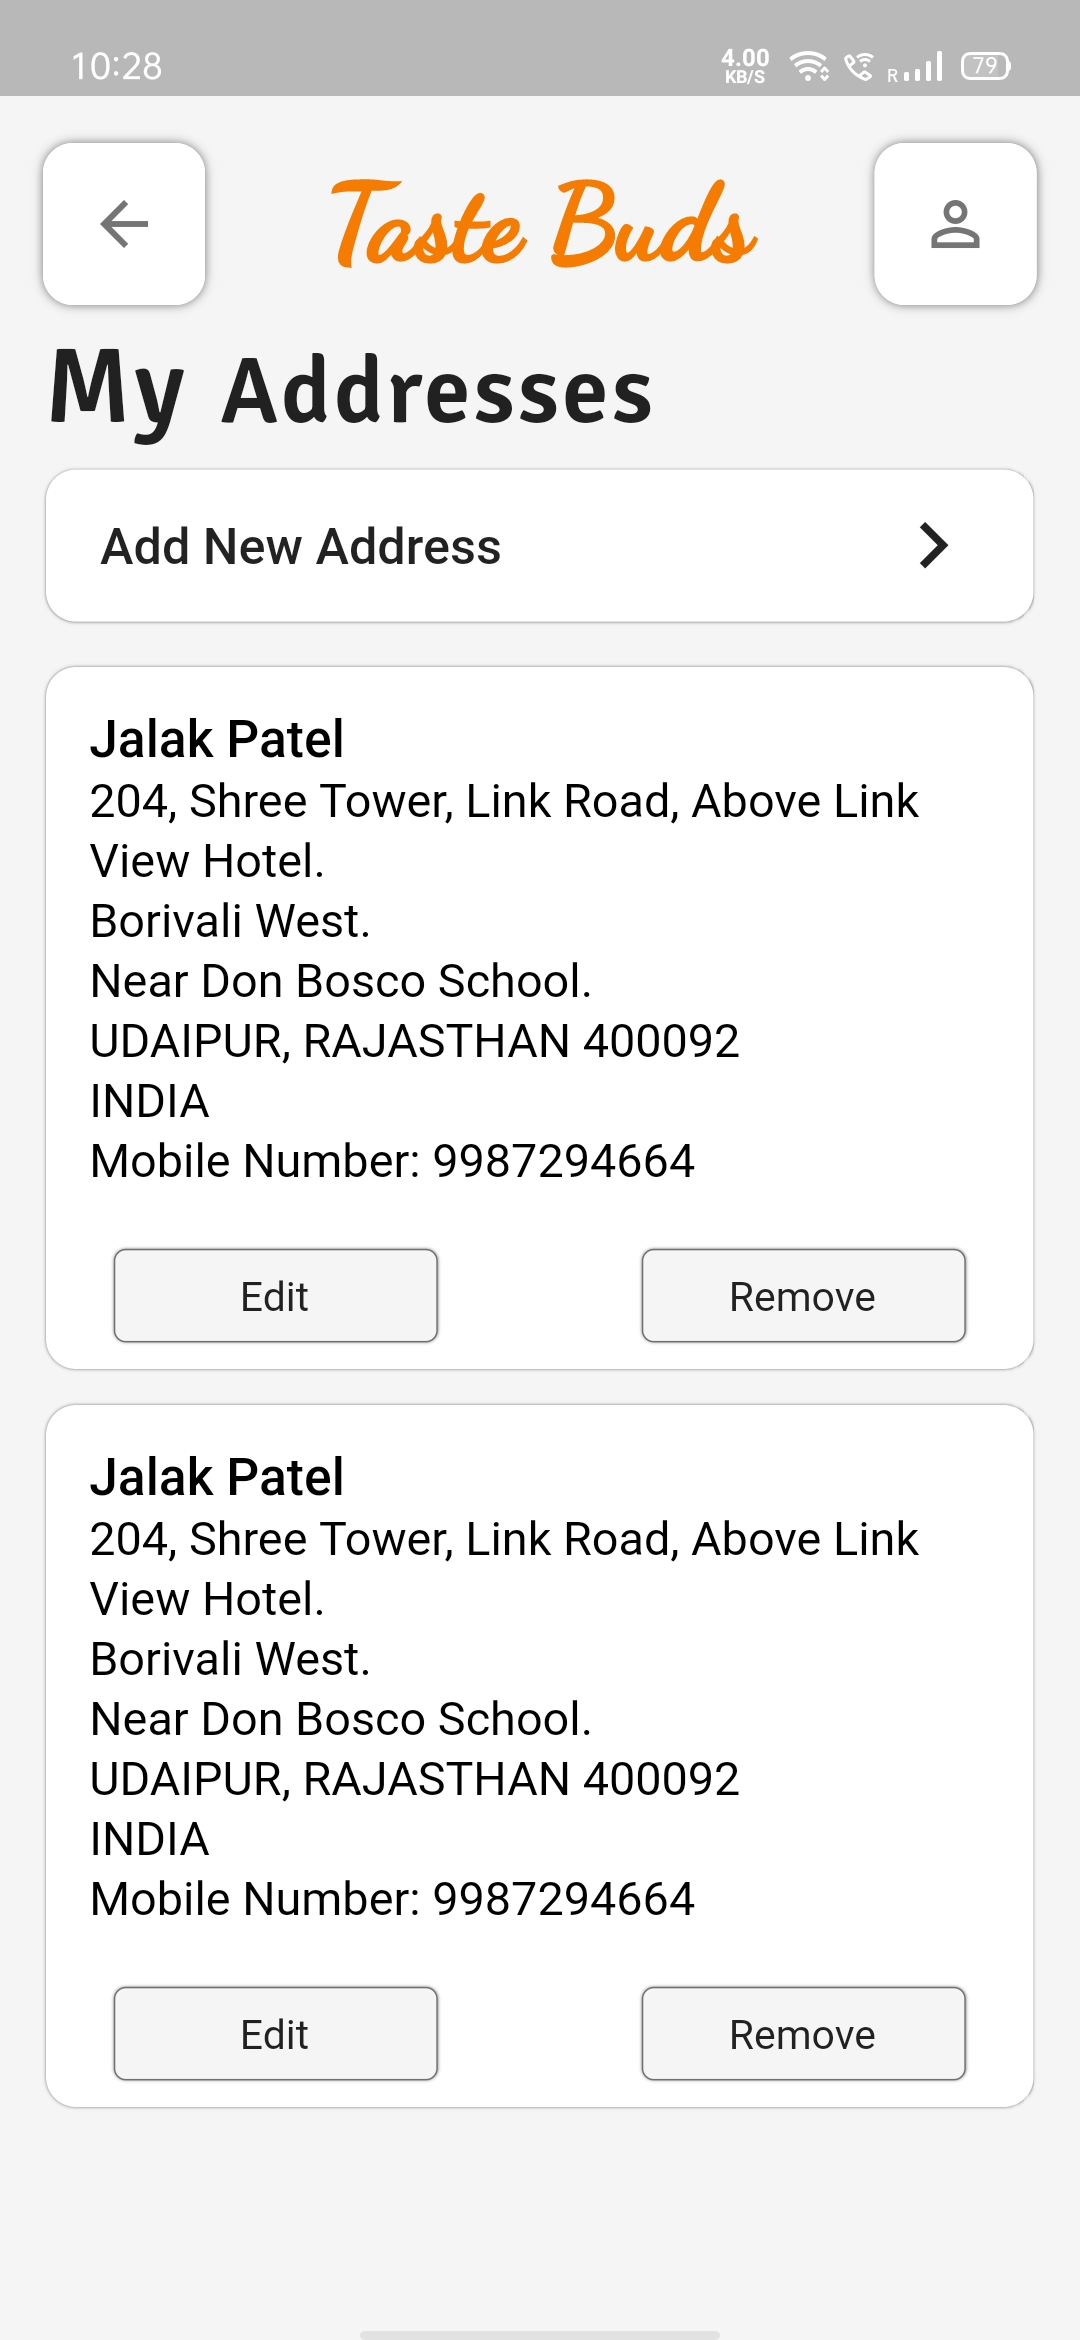 10:28
4.00
KB/S
R
79
Taste Buds
My Addresses
Add New Address
Jalak Patel
204, Shree Tower, Link Road, Above Link
View Hotel.
Borivali West.
Near Don Bosco School.
UDAIPUR, RAJASTHAN 400092
INDIA
Mobile Number: 9987294664
Edit
Remove
Jalak Patel
204, Shree Tower, Link Road, Above Link
View Hotel.
Borivali West.
Near Don Bosco School.
UDAIPUR, RAJASTHAN 400092
INDIA
Mobile Number: 9987294664
Edit
Remove